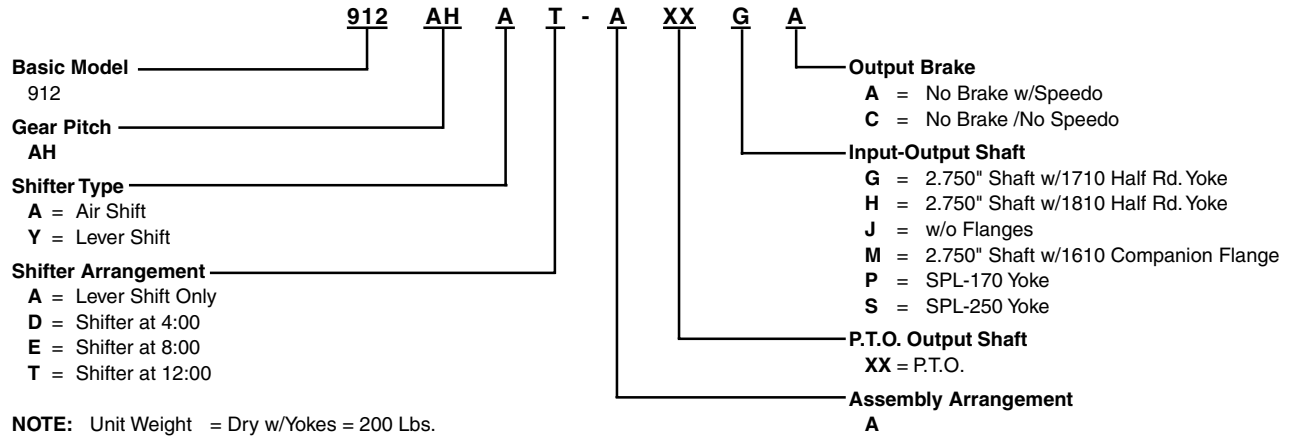 912 AH A T - A XX G A
Basic Model
912
Gear Pitch
AH
Shifter Type
A = Air Shift
Y = Lever Shift
Shifter Arrangement
A = Lever Shift Only
D = Shifter at 4:00
E = Shifter at 8:00
T = Shifter at 12:00
NOTE: Unit Weight = Dry w/Yokes = 200 Lbs.
Output Brake
A = No Brake w/Speedo
C = No Brake /No Speedo
Input-Output Shaft
G = 2.750" Shaft w/1710 Half Rd. Yoke
H = 2.750" Shaft w/1810 Half Rd. Yoke
J = w/o Flanges
M = 2.750" Shaft w/1610 Companion Flange
P = SPL-170 Yoke
S = SPL-250 Yoke
P.T.O. Output Shaft
XX = P.T.O.
Assembly Arrangement
A